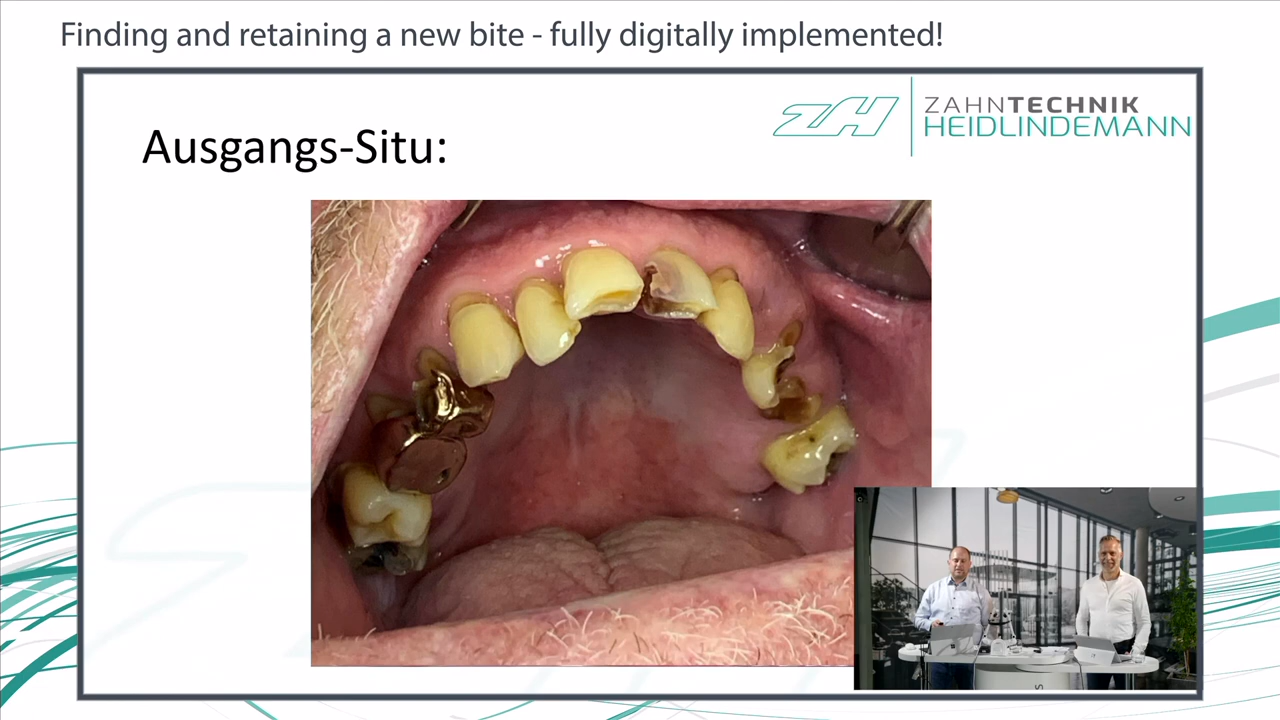 Finding and retaining a new bite - fully digitally implemented!
ZAHNTECHNIK
HEIDLINDEMANN
Ausgangs-Situ: